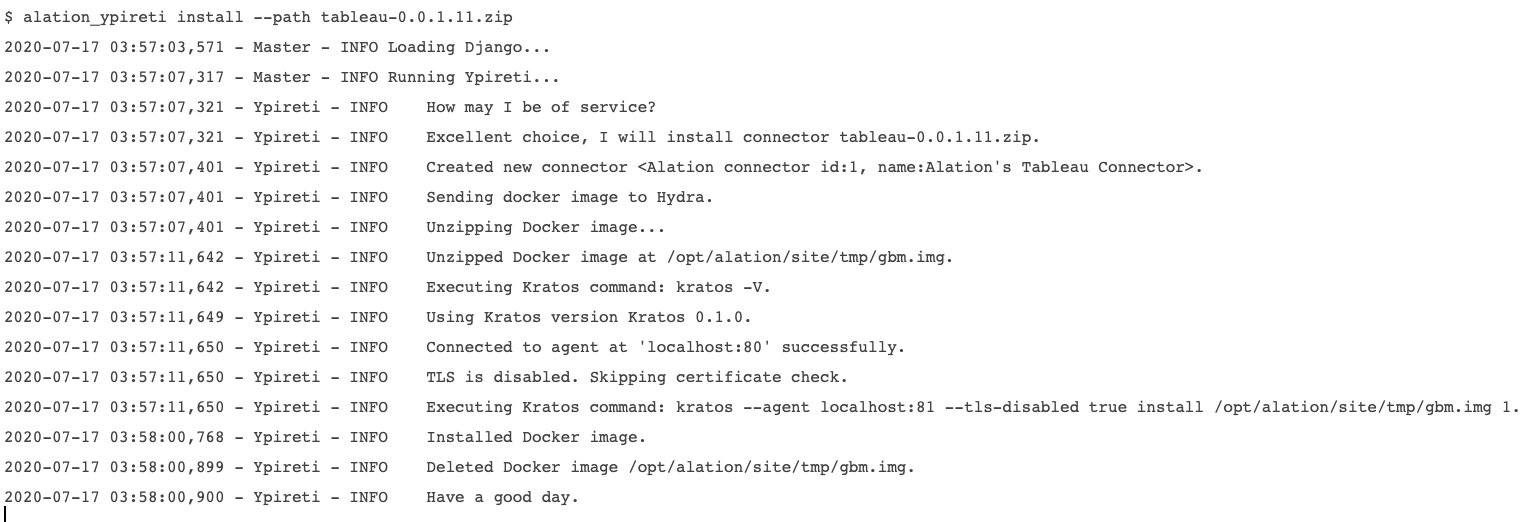 $ alation_ypireti install --path tableau-0.0.1.11.zip
2020-07-17 03:57:03,571 - Master - INFO Loading Django...
2020-07-17 03:57:07,317 - Master - INFO Running Ypireti...
2020-07-17 03:57:07,321 - Ypireti - INFO    How may I be of service?
2020-07-17 03:57:07,321 - Ypireti - INFO    Excellent choice, I will install connector tableau-0.0.1.11.zip.
2020-07-17 03:57:07,401 - Ypireti - INFO    Created new connector <Alation connector id:1, name:Alation's Tableau Connector>.
2020-07-17 03:57:07,401 - Ypireti - INFO    Sending docker image to Hydra.
2020-07-17 03:57:07,401 - Ypireti - INFO    Unzipping Docker image...
2020-07-17 03:57:11,642 - Ypireti - INFO    Unzipped Docker image at /opt/alation/site/tmp/gbm.img.
2020-07-17 03:57:11,642 - Ypireti - INFO    Executing Kratos command: kratos -V.
2020-07-17 03:57:11,649 - Ypireti - INFO    Using Kratos version Kratos 0.1.0.
2020-07-17 03:57:11,650 - Ypireti - INFO    Connected to agent at 'localhost:80' successfully.
2020-07-17 03:57:11,650 - Ypireti - INFO    TLS is disabled. Skipping certificate check.
2020-07-17 03:57:11,650 - Ypireti - INFO    Executing Kratos command: kratos --agent localhost:81 --tls-disabled true install /opt/alation/site/tmp/gbm.img 1.
2020-07-17 03:58:00,768 - Ypireti - INFO    Installed Docker image.
2020-07-17 03:58:00,899 - Ypireti - INFO    Deleted Docker image /opt/alation/site/tmp/gbm.img.
2020-07-17 03:58:00,900 - Ypireti - INFO    Have a good day.